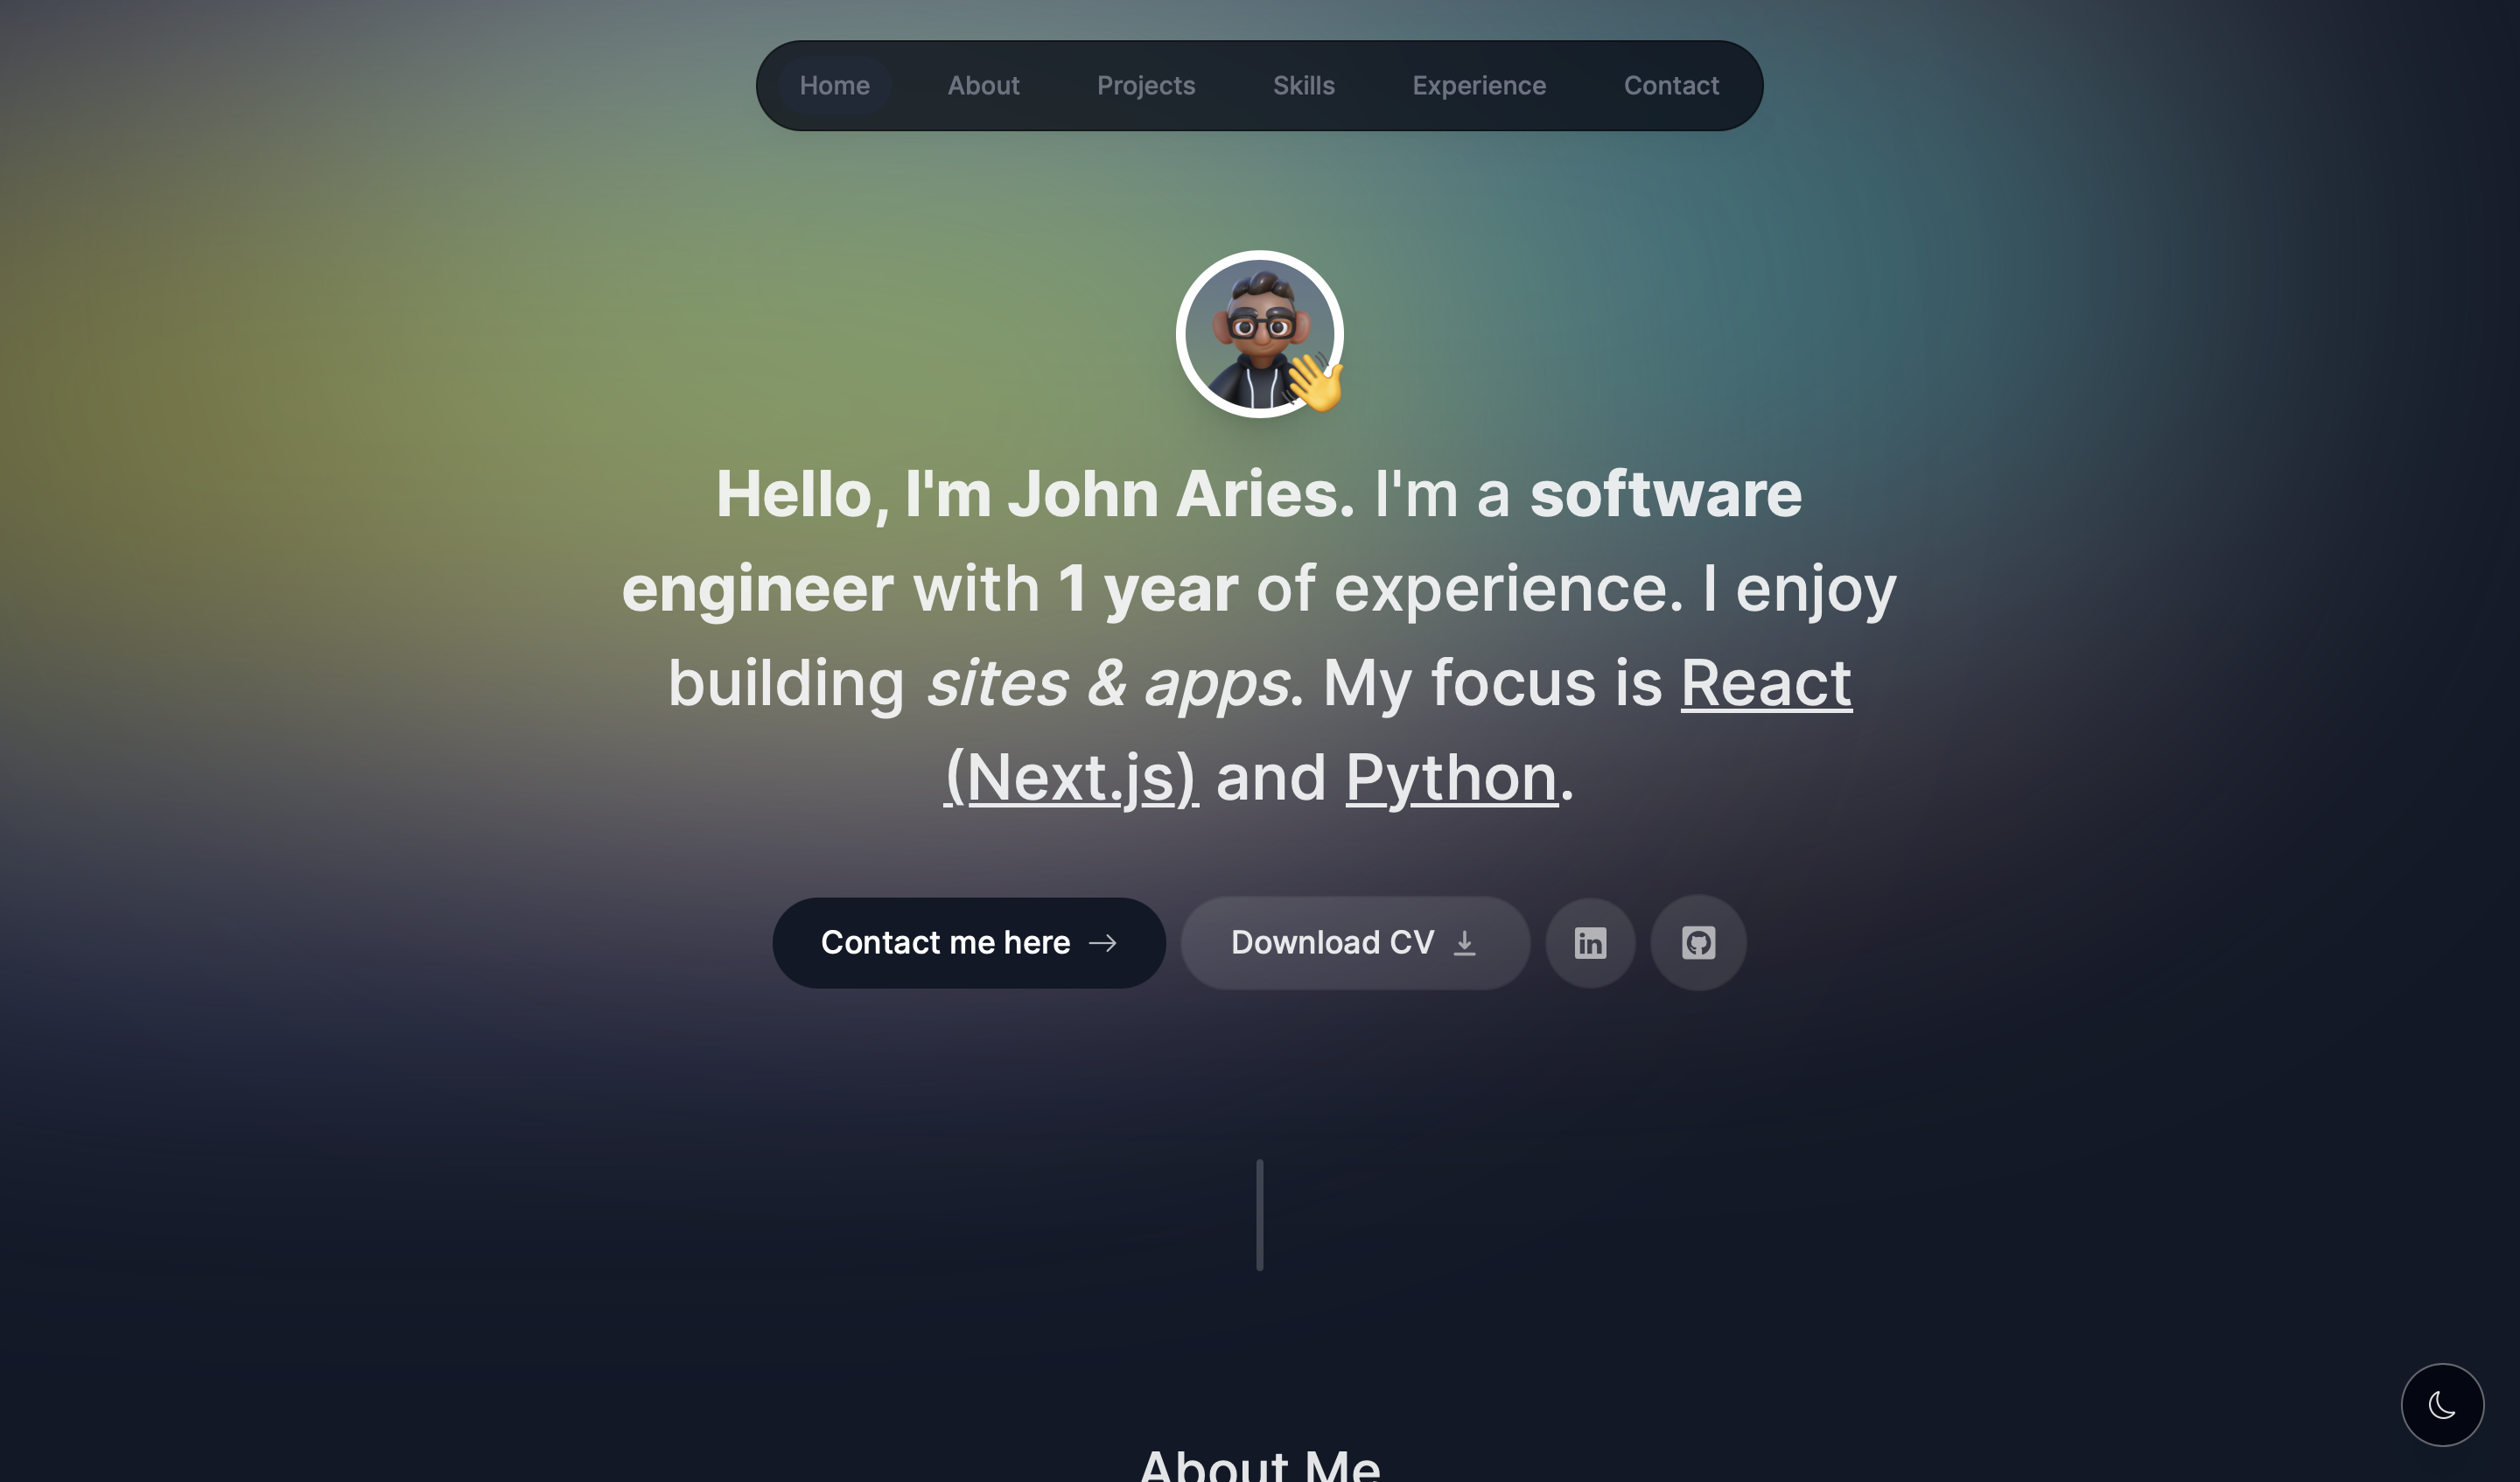 Home About Projects Skills Experience Contact
Hello, I'm John Aries. I'm a software
engineer with 1 year of experience. I enjoy
building sites & apps. My focus is React
(Next.js) and Python.
Contact me here Download CV in
About Me